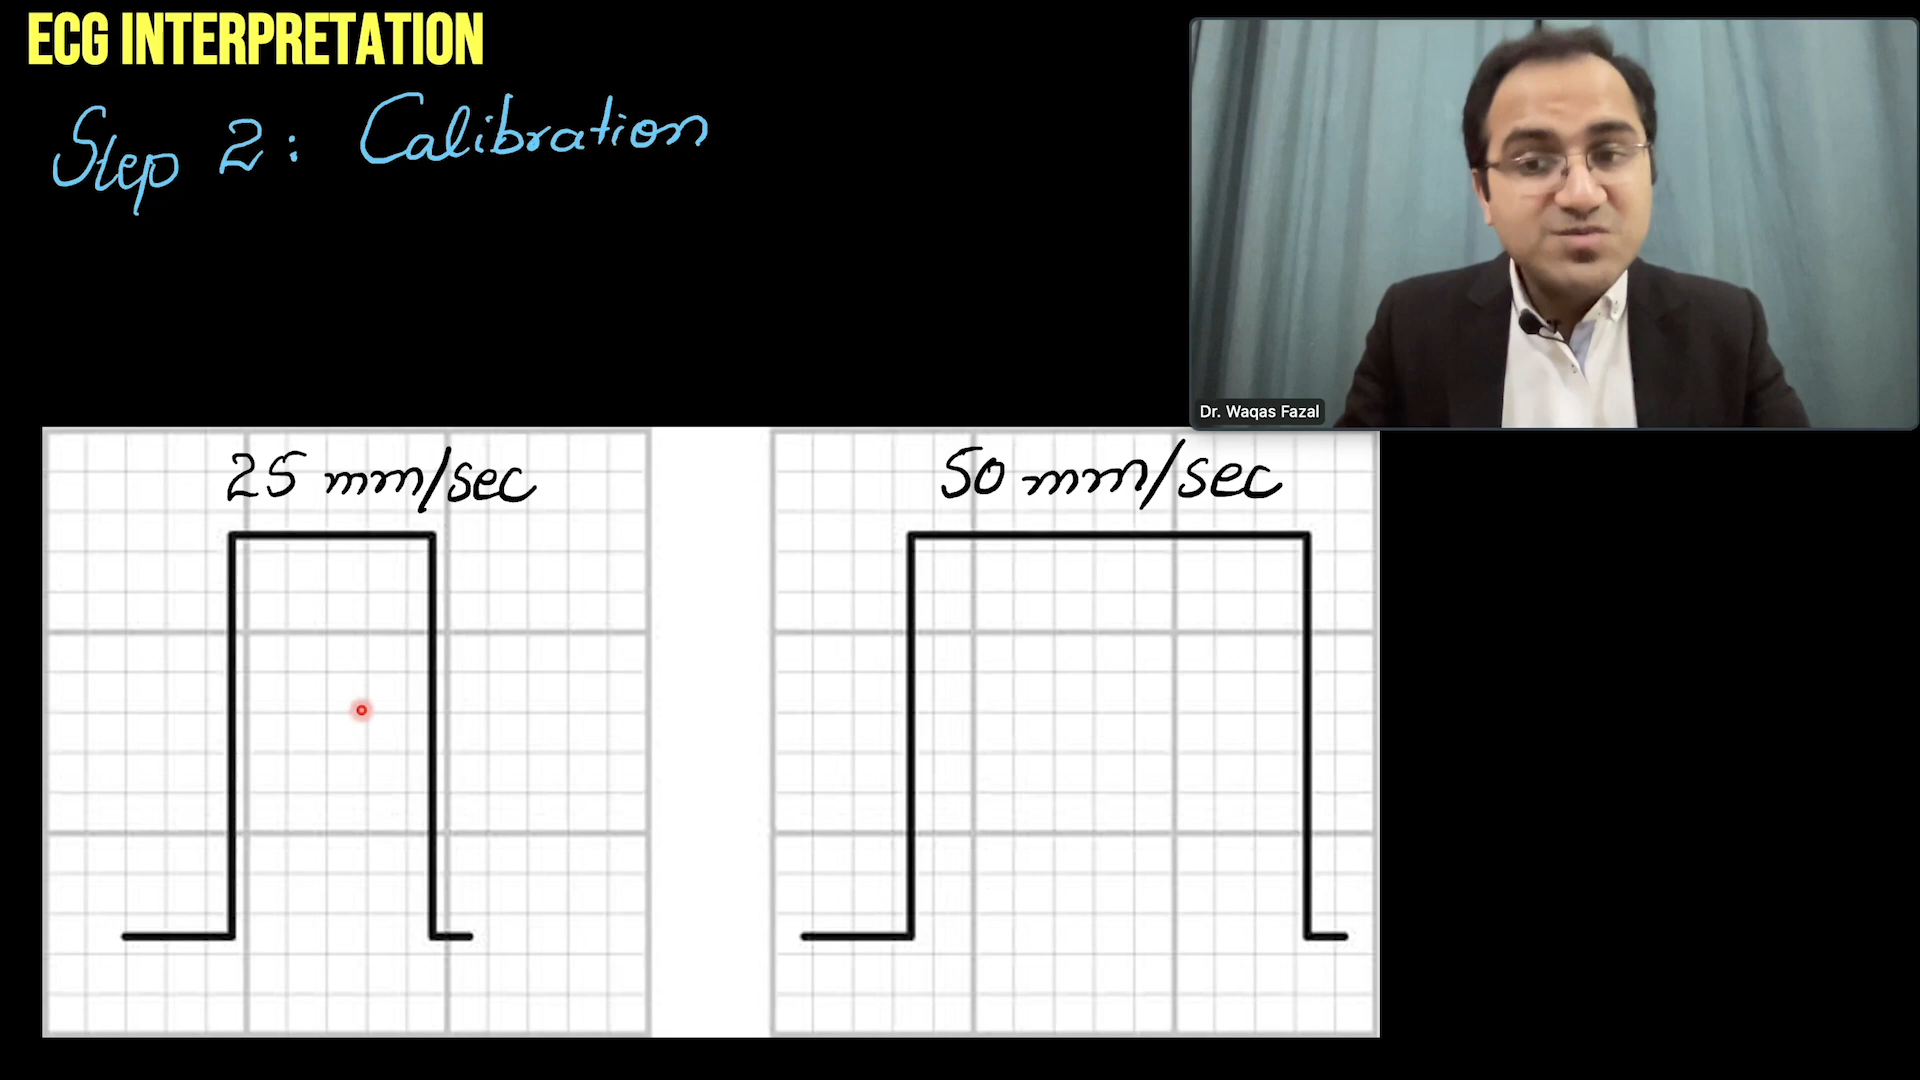 ECG INTERPRETATION
Step 2: Calibration
Dr. Waqas Fazal
25 mm/sec
50 mm/sec